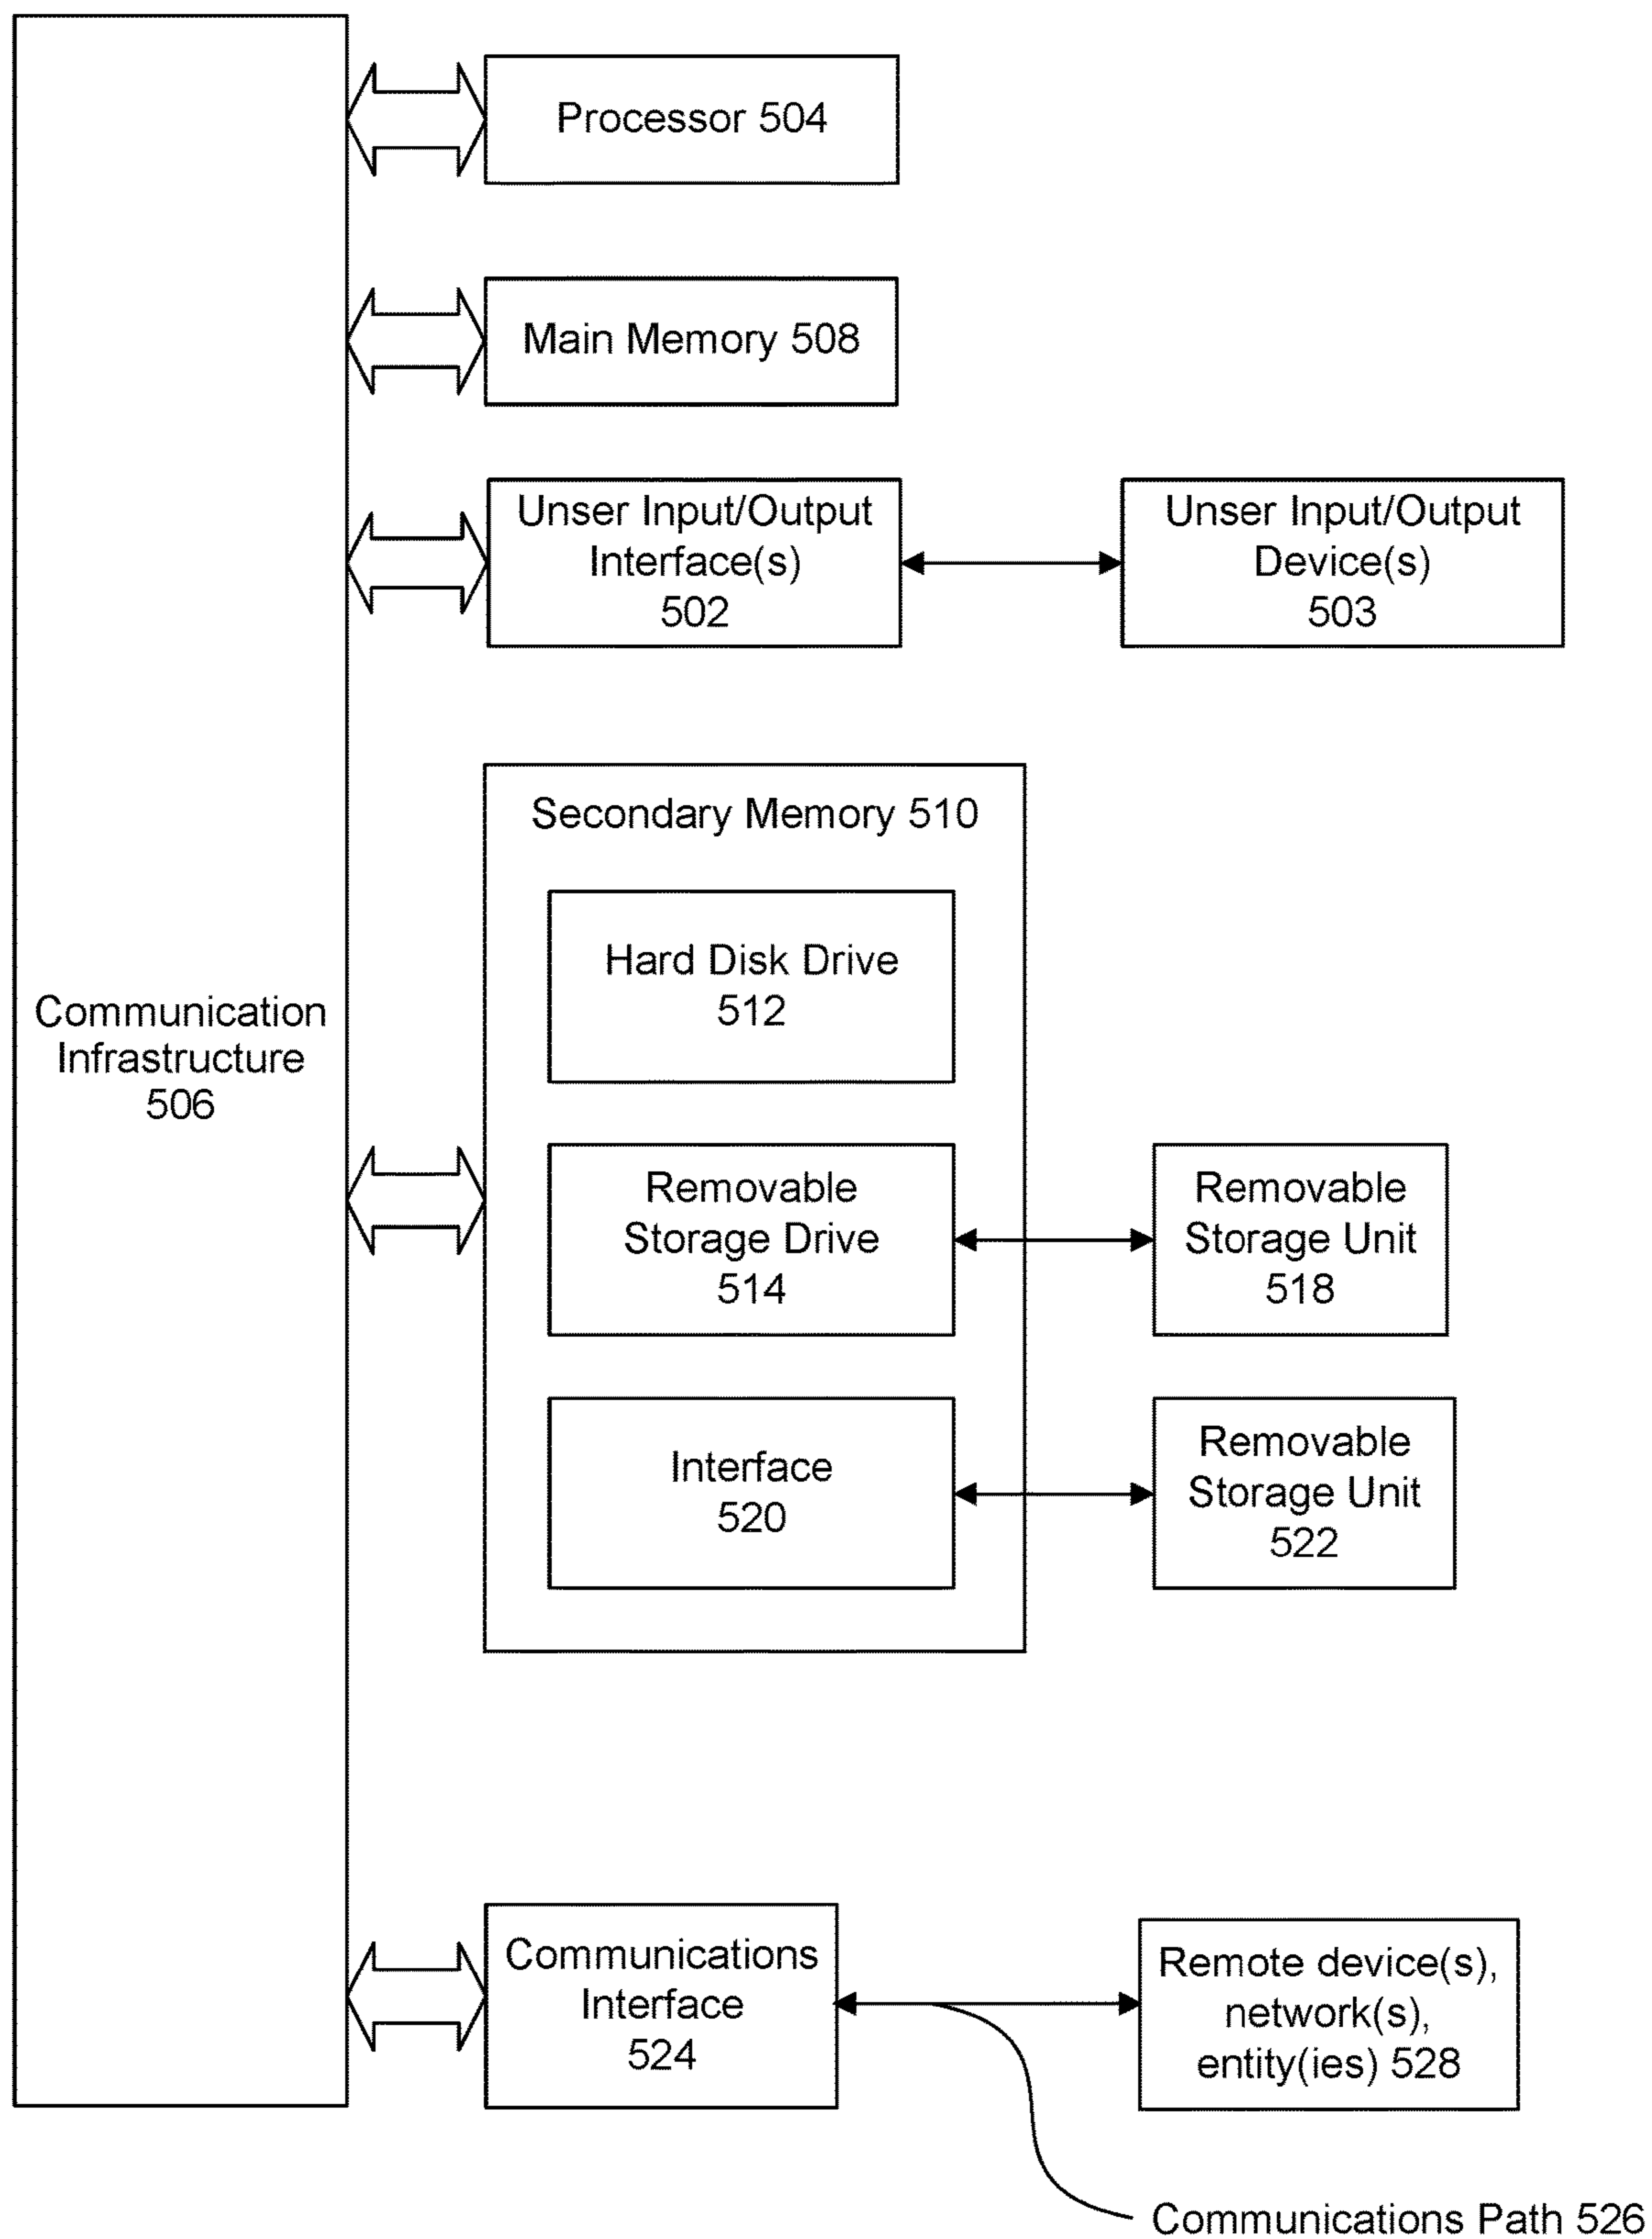 Processor 504
Main Memory 508
Unser Input/Output
Interface(s)
502
Unser Input/Output
Device(s)
503
Secondary Memory 510
Hard Disk Drive
512
Communication
Infrastructure
506
Removable
Storage Drive
514
Removable
Storage Unit
518
Interface
520
Removable
Storage Unit
522
Communications
Interface
524
Remote device(s),
network(s),
entity(ies) 528
Communications Path 526